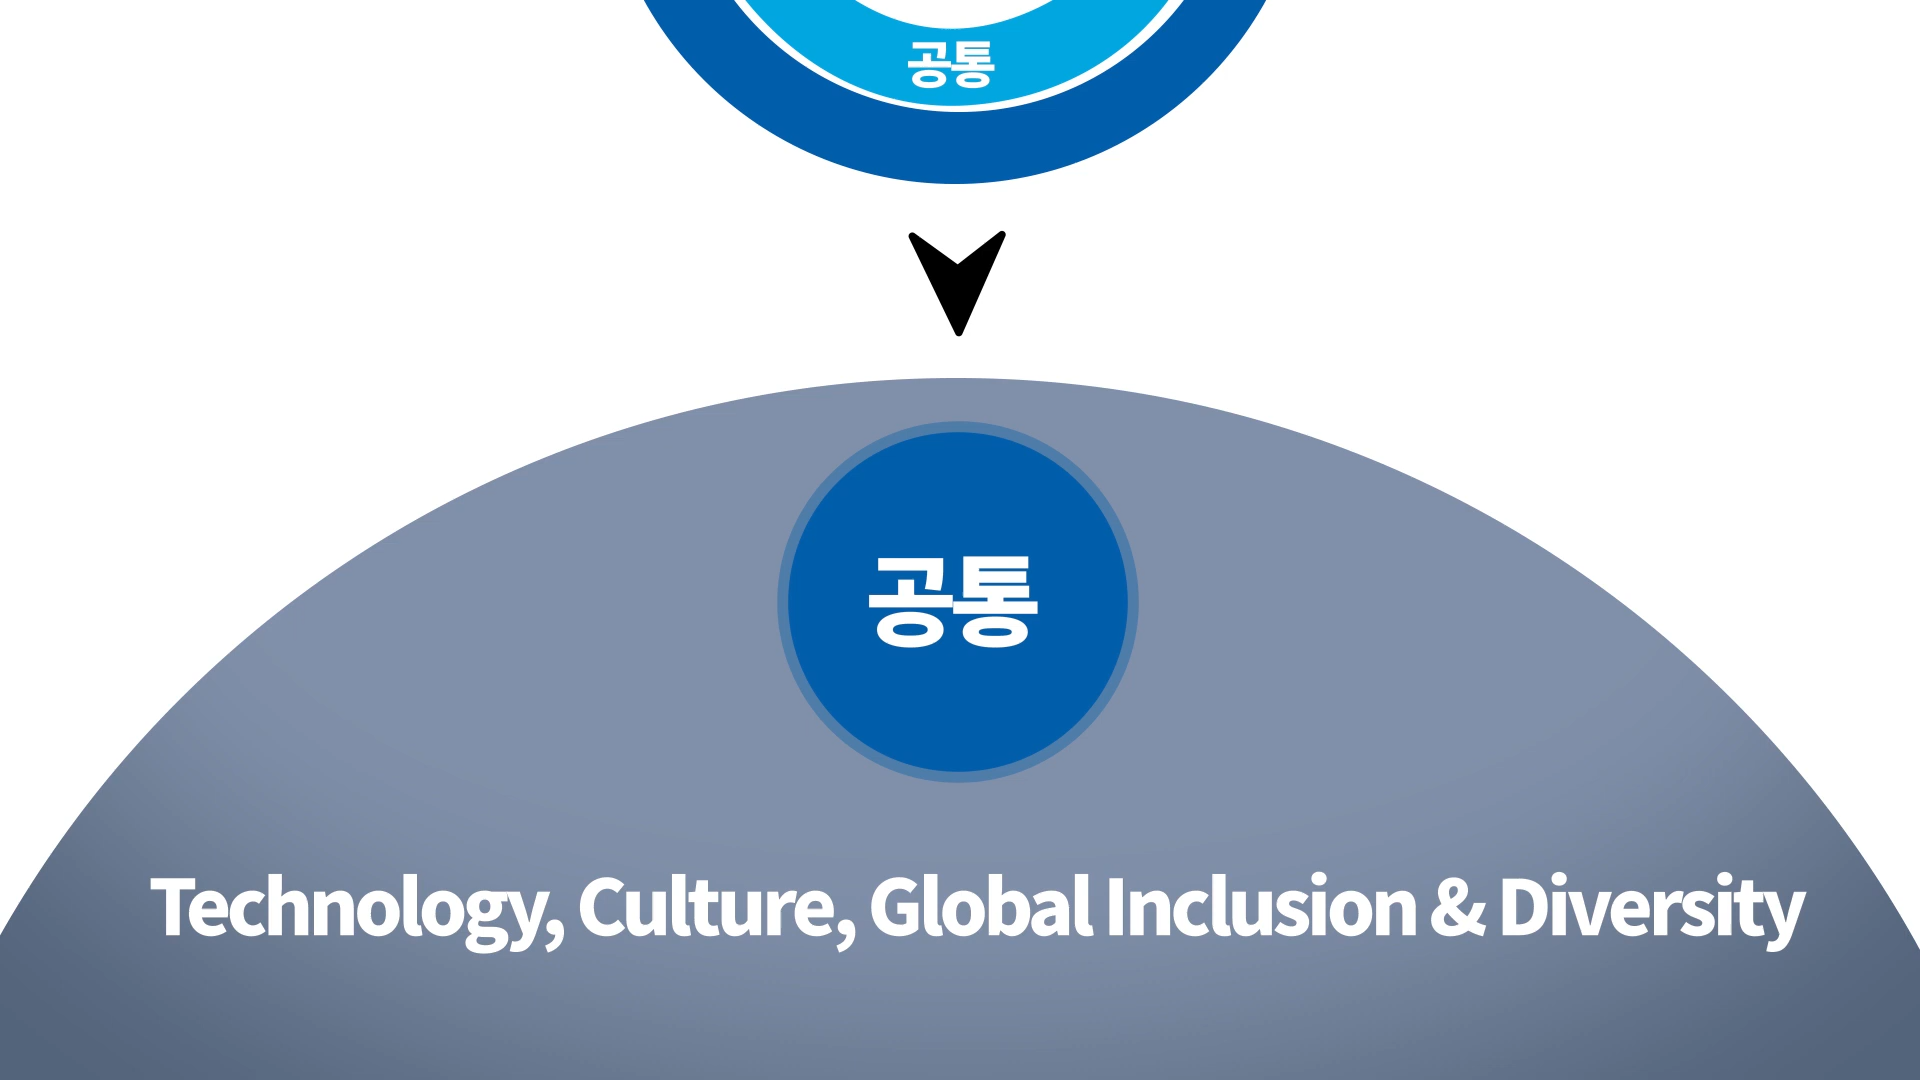 공통
공통
Technology, Culture, Global Inclusion & Diversity